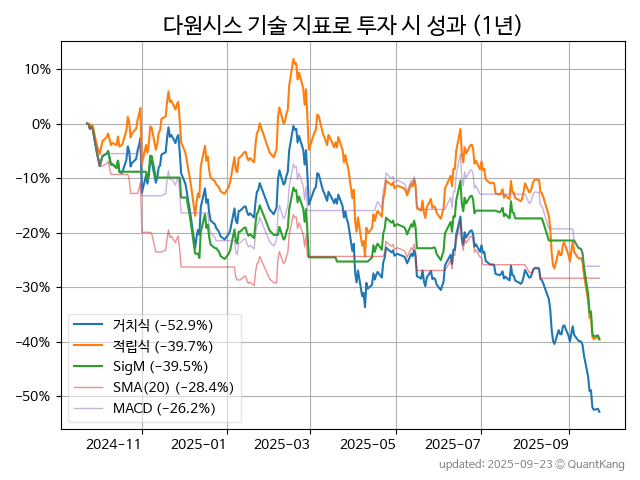 다원시스 기술 지표로 투자 시 성과 (1년)
10%
0%
−10%
−20%
−30%
−40%
−50%
거치식 (−52.9%)
적립식 (−39.7%)
SigM (−39.5%)
SMA(20) (−28.4%)
MACD (−26.2%)
2024-11 2025-01 2025-03 2025-05 2025-07 2025-09
updated: 2025-09-23 © QuantKang